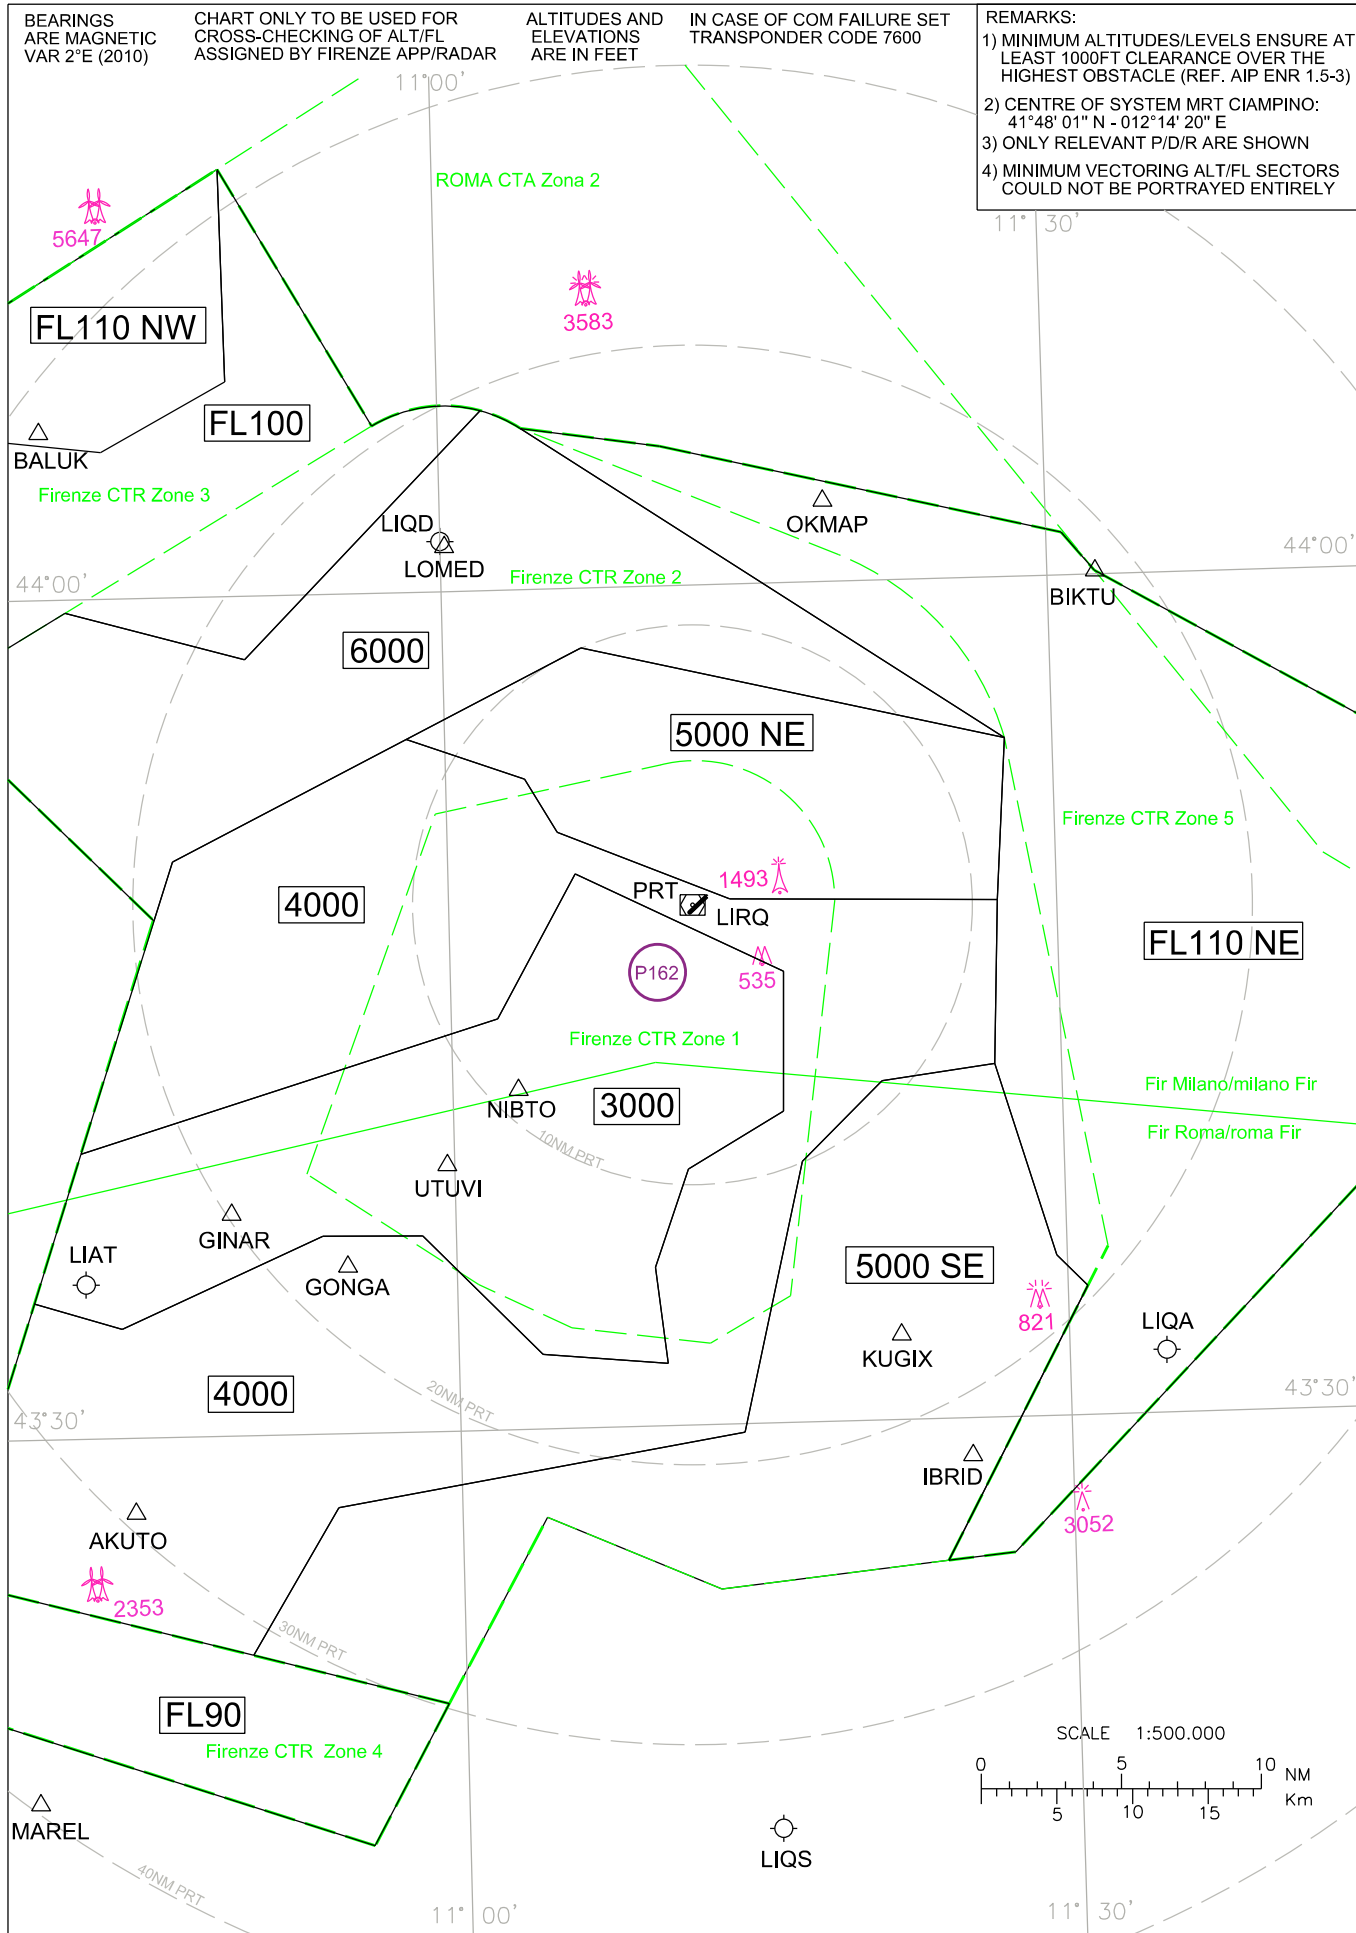 BEARINGS
ARE MAGNETIC
VAR 2°E (2010)
CHART ONLY TO BE USED FOR
CROSS-CHECKING OF ALT/FL
ASSIGNED BY FIRENZE APP/RADAR
ALTITUDES AND
ELEVATIONS
ARE IN FEET
IN CASE OF COM FAILURE SET
TRANSPONDER CODE 7600
REMARKS:
1) MINIMUM ALTITUDES/LEVELS ENSURE AT
LEAST 1000FT CLEARANCE OVER THE
HIGHEST OBSTACLE (REF. AIP ENR 1.5-3)
2) CENTRE OF SYSTEM MRT CIAMPINO:
41°48' 01" N - 012°14' 20" E
3) ONLY RELEVANT P/D/R ARE SHOWN
4) MINIMUM VECTORING ALT/FL SECTORS
COULD NOT BE PORTRAYED ENTIRELY
11°00'
ROMA CTA Zona 2
11° 30'
5647
3583
FL110 NW
FL100
BALUK
Firenze CTR Zone 3
LIQD
LOMED
OKMAP
44°00'
44°00'
Firenze CTR Zone 2
BIKTU
6000
5000 NE
Firenze CTR Zone 5
1493
PRT
LIRQ
4000
FL110 NE
P162
535
Firenze CTR Zone 1
Fir Milano/milano Fir
NIBTO
3000
Fir Roma/roma Fir
10NM PRT
UTUVI
GINAR
LIAT
GONGA
5000 SE
821
LIQA
KUGIX
4000
20NM PRT
43°30'
43°30'
IBRID
3052
AKUTO
2353
30NM PRT
FL90
Firenze CTR Zone 4
SCALE 1:500.000
0 5 10 NM
5 10 15 Km
MAREL
LIQS
40NM PRT
11° 00'
11° 30'